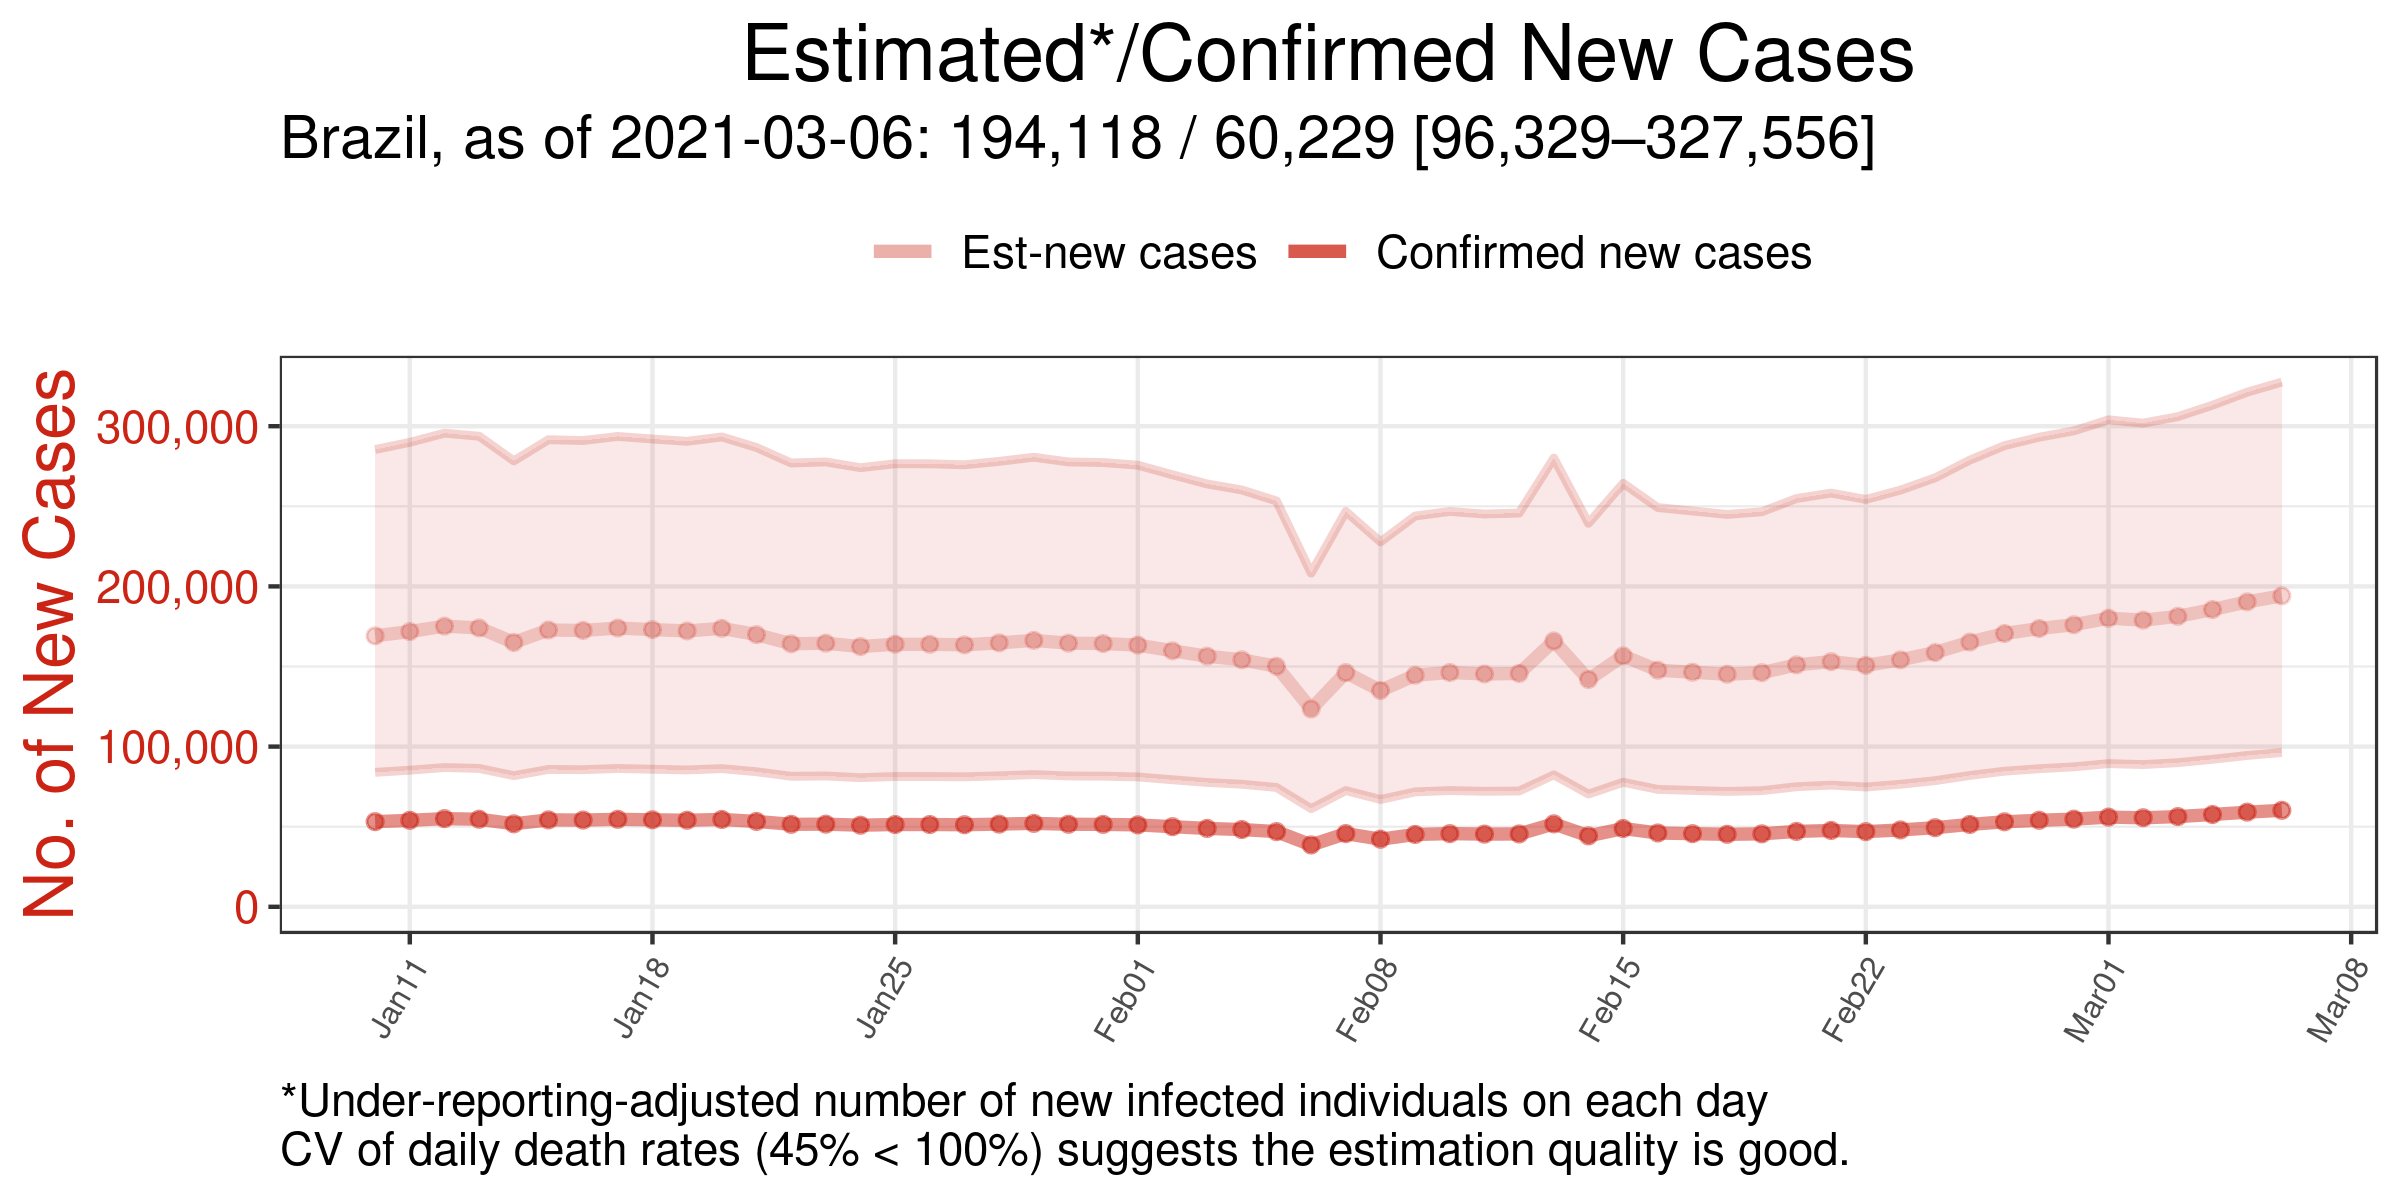 Estimated*/Confirmed New Cases
Brazil, as of 2021-03-06: 194,118 / 60,229 [96,329–327,556]
Est-new cases
Confirmed new cases
No. of New Cases
300,000
200,000
100,000
0
Jan11
Jan18
Jan25
Feb01
Feb08
Feb15
Feb22
Mar01
Mar08
*Under-reporting-adjusted number of new infected individuals on each day
CV of daily death rates (45% < 100%) suggests the estimation quality is good.